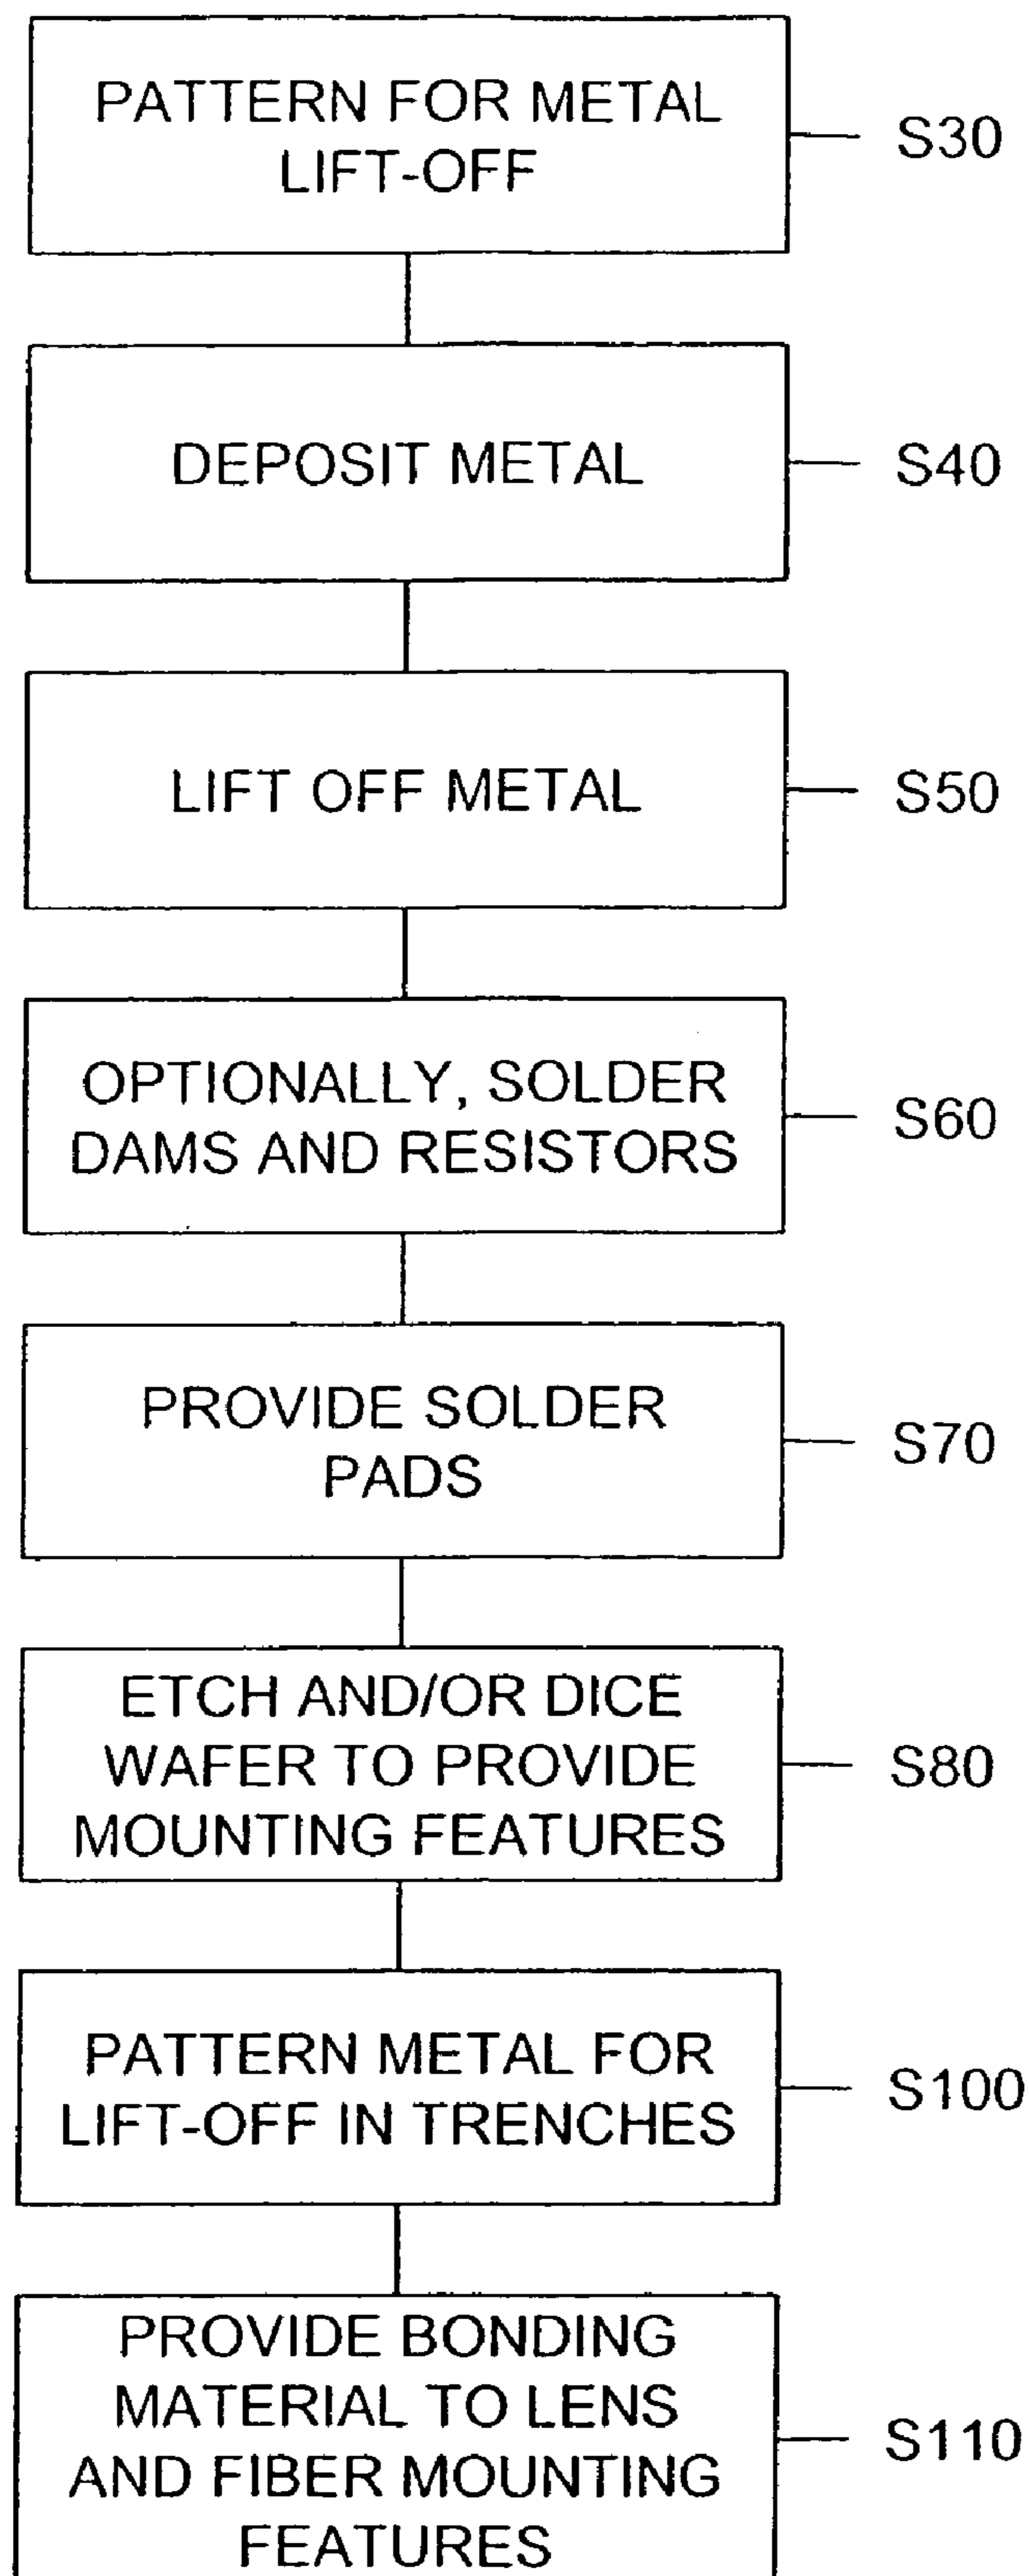 PATTERN FOR METAL
LIFT-OFF
S30
DEPOSIT METAL
S40
LIFT OFF METAL
S50
OPTIONALLY, SOLDER
DAMS AND RESISTORS
S60
PROVIDE SOLDER
PADS
S70
ETCH AND/OR DICE
WAFER TO PROVIDE
MOUNTING FEATURES
S80
PATTERN METAL FOR
LIFT-OFF IN TRENCHES
S100
PROVIDE BONDING
MATERIAL TO LENS
AND FIBER MOUNTING
FEATURES
S110